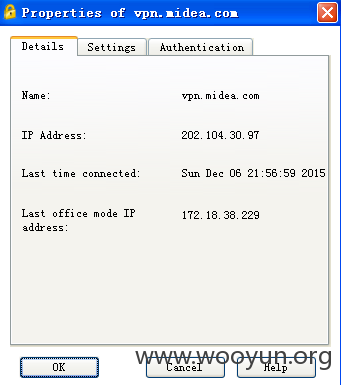 Properties of vpn.midea.com
Details Settings Authentication
Name: vpn.midea.com
IP Address: 202.104.30.97
Last time connected: Sun Dec 06 21:56:59 2015
Last office mode IP address: 172.18.38.229
www.wooyun.org
OK Cancel Help